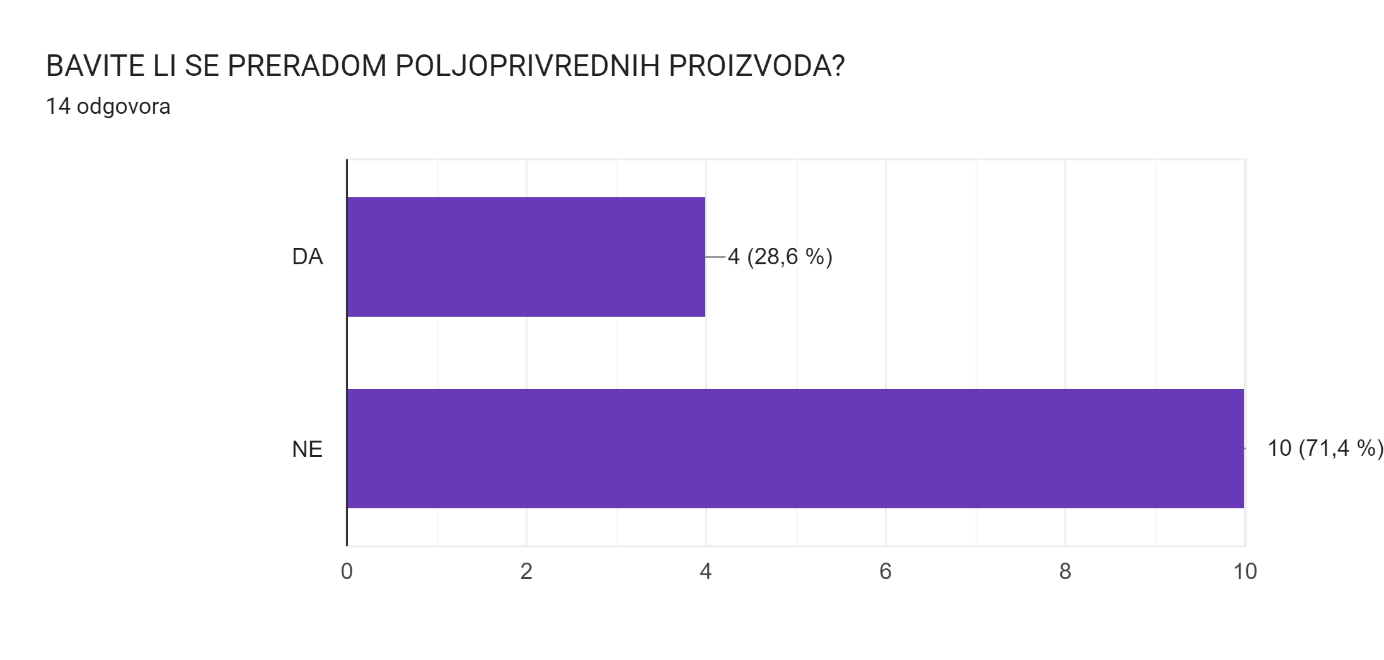 BAVITE LI SE PRERADOM POLJOPRIVREDNIH PROIZVODA?
14 odgovora
DA
4 (28,6 %)
NE
10 (71,4 %)
0 2 4 6 8 10